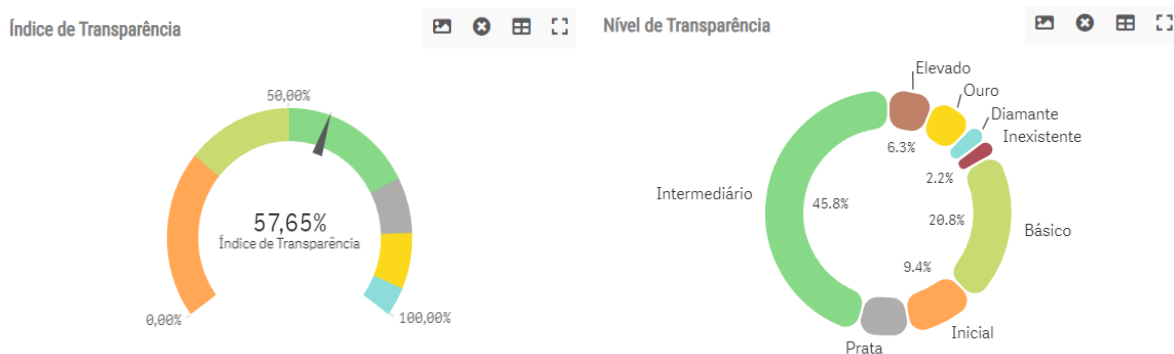 Índice de Transparência
50,00%
57,65%
Índice de Transparência
0,00%
100,00%
Nível de Transparência
Elevado
Ouro
Diamante
Inexistente
6.3%
2.2%
Intermediário
45.8%
20.8%
Básico
9.4%
Inicial
Prata